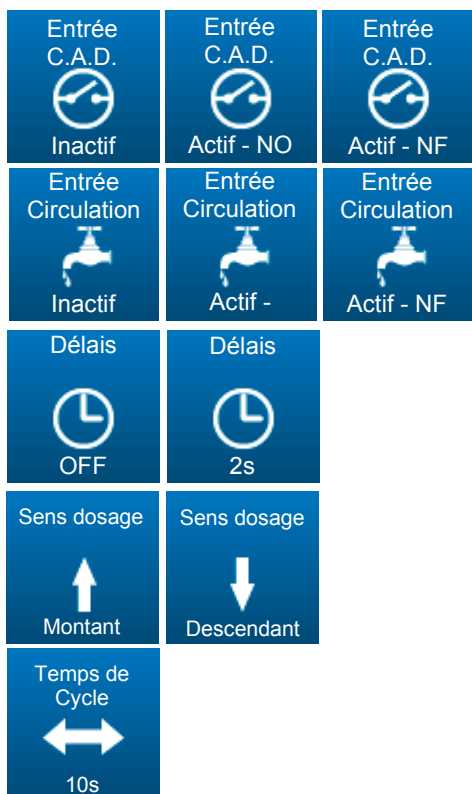 Entrée
C.A.D.
Inactif
Entrée
C.A.D.
Actif - NO
Entrée
C.A.D.
Actif - NF
Entrée
Circulation
Inactif
Entrée
Circulation
Actif -
Entrée
Circulation
Actif - NF
Délais
OFF
Délais
2s
Sens dosage
Montant
Sens dosage
Descendant
Temps de
Cycle
10s